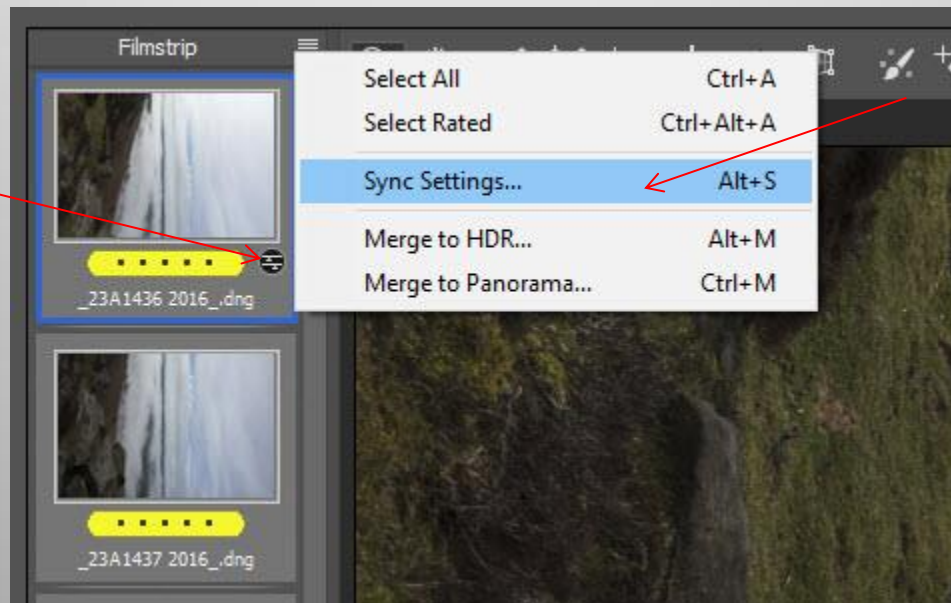 Filmstrip
Select All Ctrl+A
Select Rated Ctrl+Alt+A
Sync Settings... Alt+S
Merge to HDR... Alt+M
Merge to Panorama... Ctrl+M
_23A1436 2016_.dng
_23A1437 2016_.dng